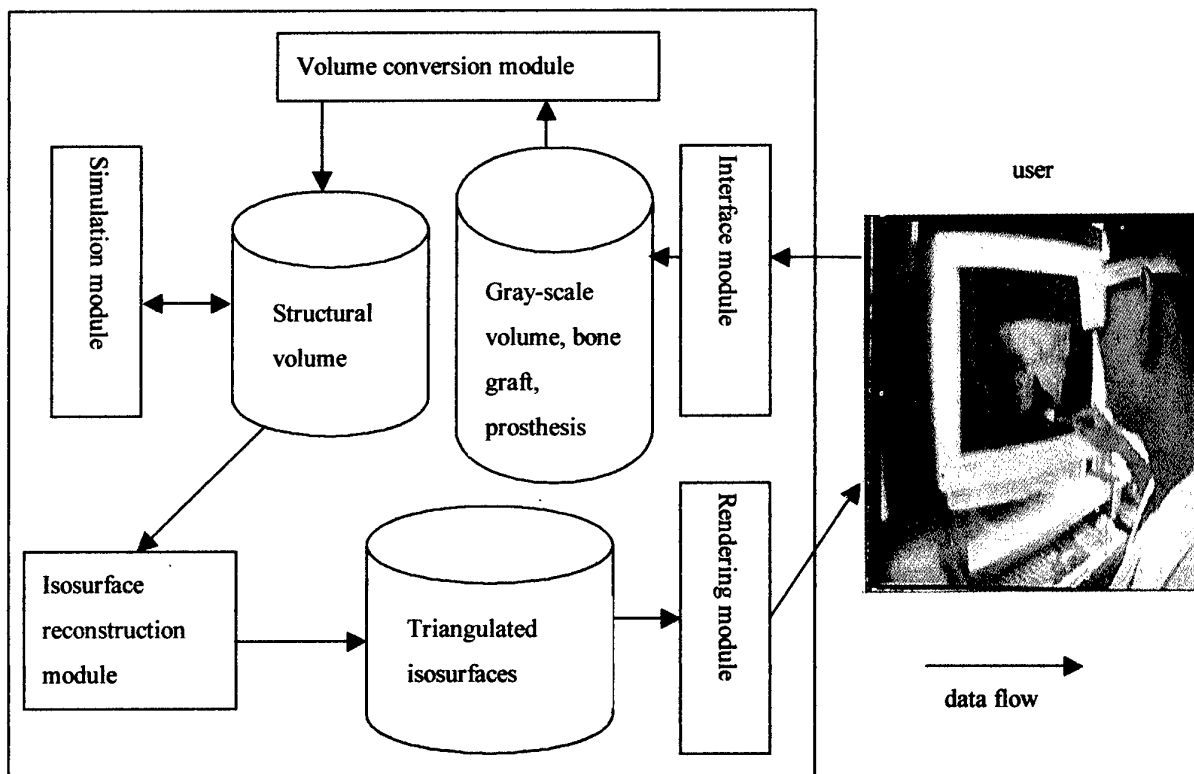 Volume conversion module
Simulation module
Structural
volume
Gray-scale
volume, bone
graft,
prosthesis
Interface module
user
Isosurface
reconstruction
module
Triangulated
isosurfaces
Rendering module
data flow